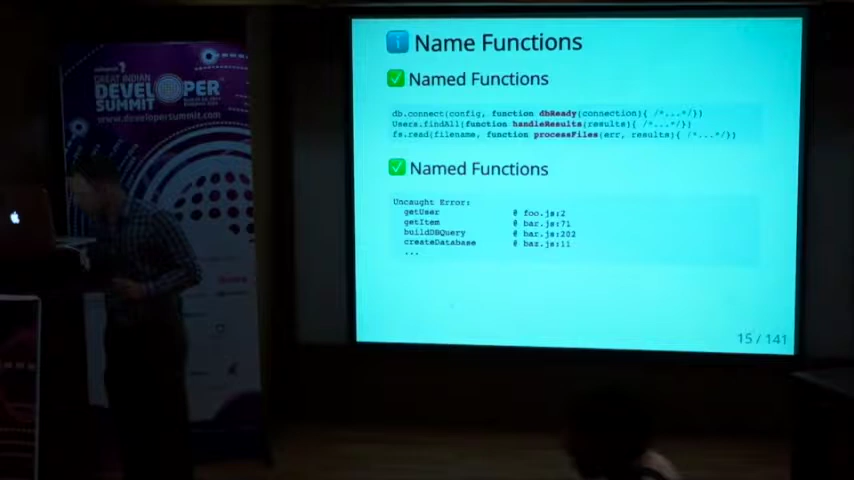 GREAT INDIAN
DEVELOPER
SUMMIT
www.developersummit.com
i Name Functions
Named Functions
db.connect(config, function dbReady(connection){ /*...*/})
Users.findAll(function handleResults(results){ /*...*/})
fs.read(filename, function processFiles(err, results){ /*...*/})
Named Functions
Uncaught Error:
getUser @ foo.js:2
getItem @ bar.js:71
buildDBQuery @ bar.js:202
createDatabase @ baz.js:11
...
15 / 141